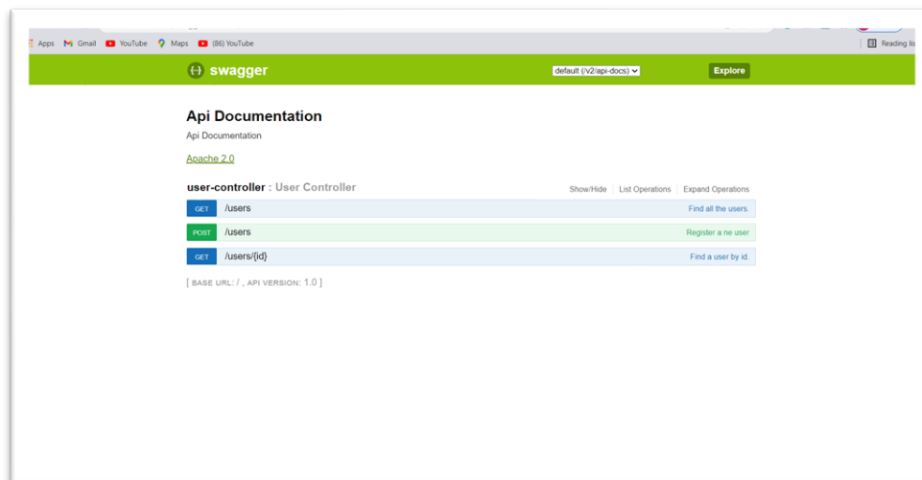 Apps Gmail YouTube Maps (86) YouTube Reading lis
swagger default (/v2/api-docs) Explore
Api Documentation
Api Documentation
Apache 2.0
user-controller : User Controller Show/Hide List Operations Expand Operations
GET /users Find all the users.
POST /users Register a ne user
GET /users/{id} Find a user by id.
[ BASE URL: / , API VERSION: 1.0 ]